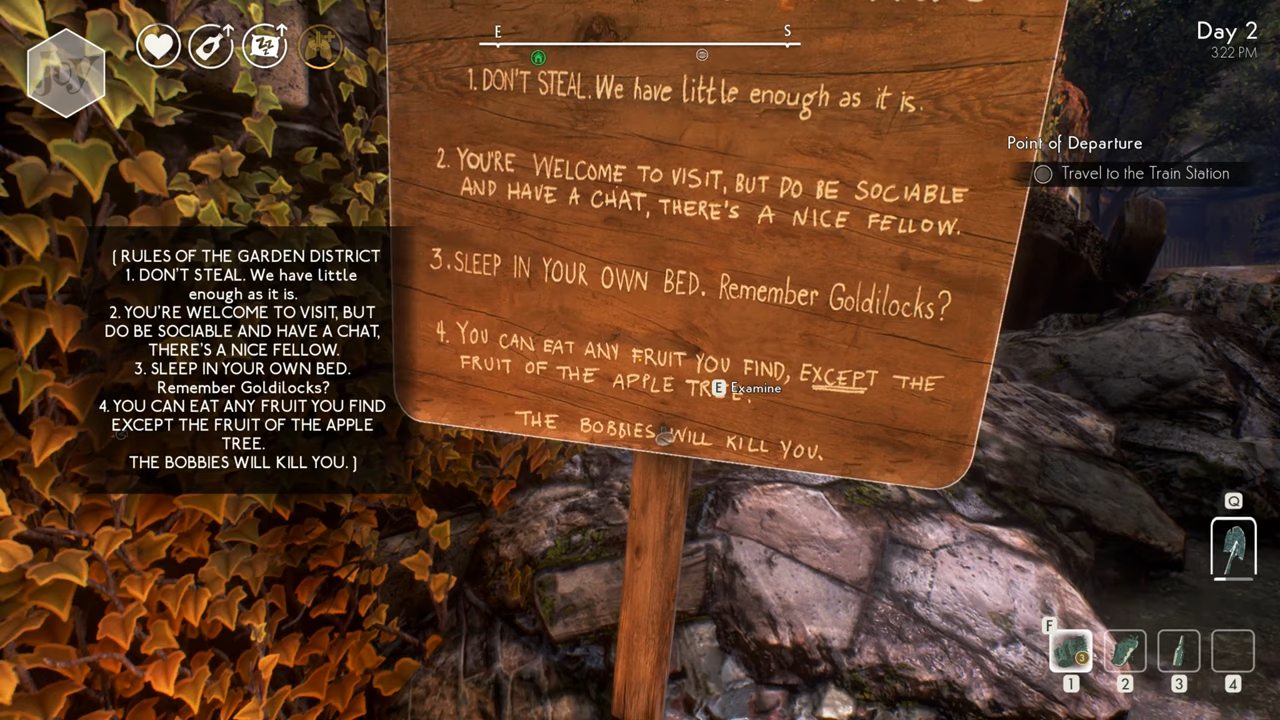 Joy
E
S
Day 2
3:22 PM
1. DON'T STEAL. We have little enough as it is.
2. YOU'RE WELCOME TO VISIT, BUT DO BE SOCIABLE
AND HAVE A CHAT, THERE'S A NICE FELLOW.
3. SLEEP IN YOUR OWN BED. Remember Goldilocks?
4. YOU CAN EAT ANY FRUIT YOU FIND, EXCEPT THE
FRUIT OF THE APPLE TREE.
THE BOBBIES WILL KILL YOU.
E Examine
Point of Departure
Travel to the Train Station
[ RULES OF THE GARDEN DISTRICT
1. DON'T STEAL. We have little
enough as it is.
2. YOU'RE WELCOME TO VISIT, BUT
DO BE SOCIABLE AND HAVE A CHAT,
THERE'S A NICE FELLOW.
3. SLEEP IN YOUR OWN BED.
Remember Goldilocks?
4. YOU CAN EAT ANY FRUIT YOU FIND
EXCEPT THE FRUIT OF THE APPLE
TREE.
THE BOBBIES WILL KILL YOU. ]
Q
F
3
1
2
3
4